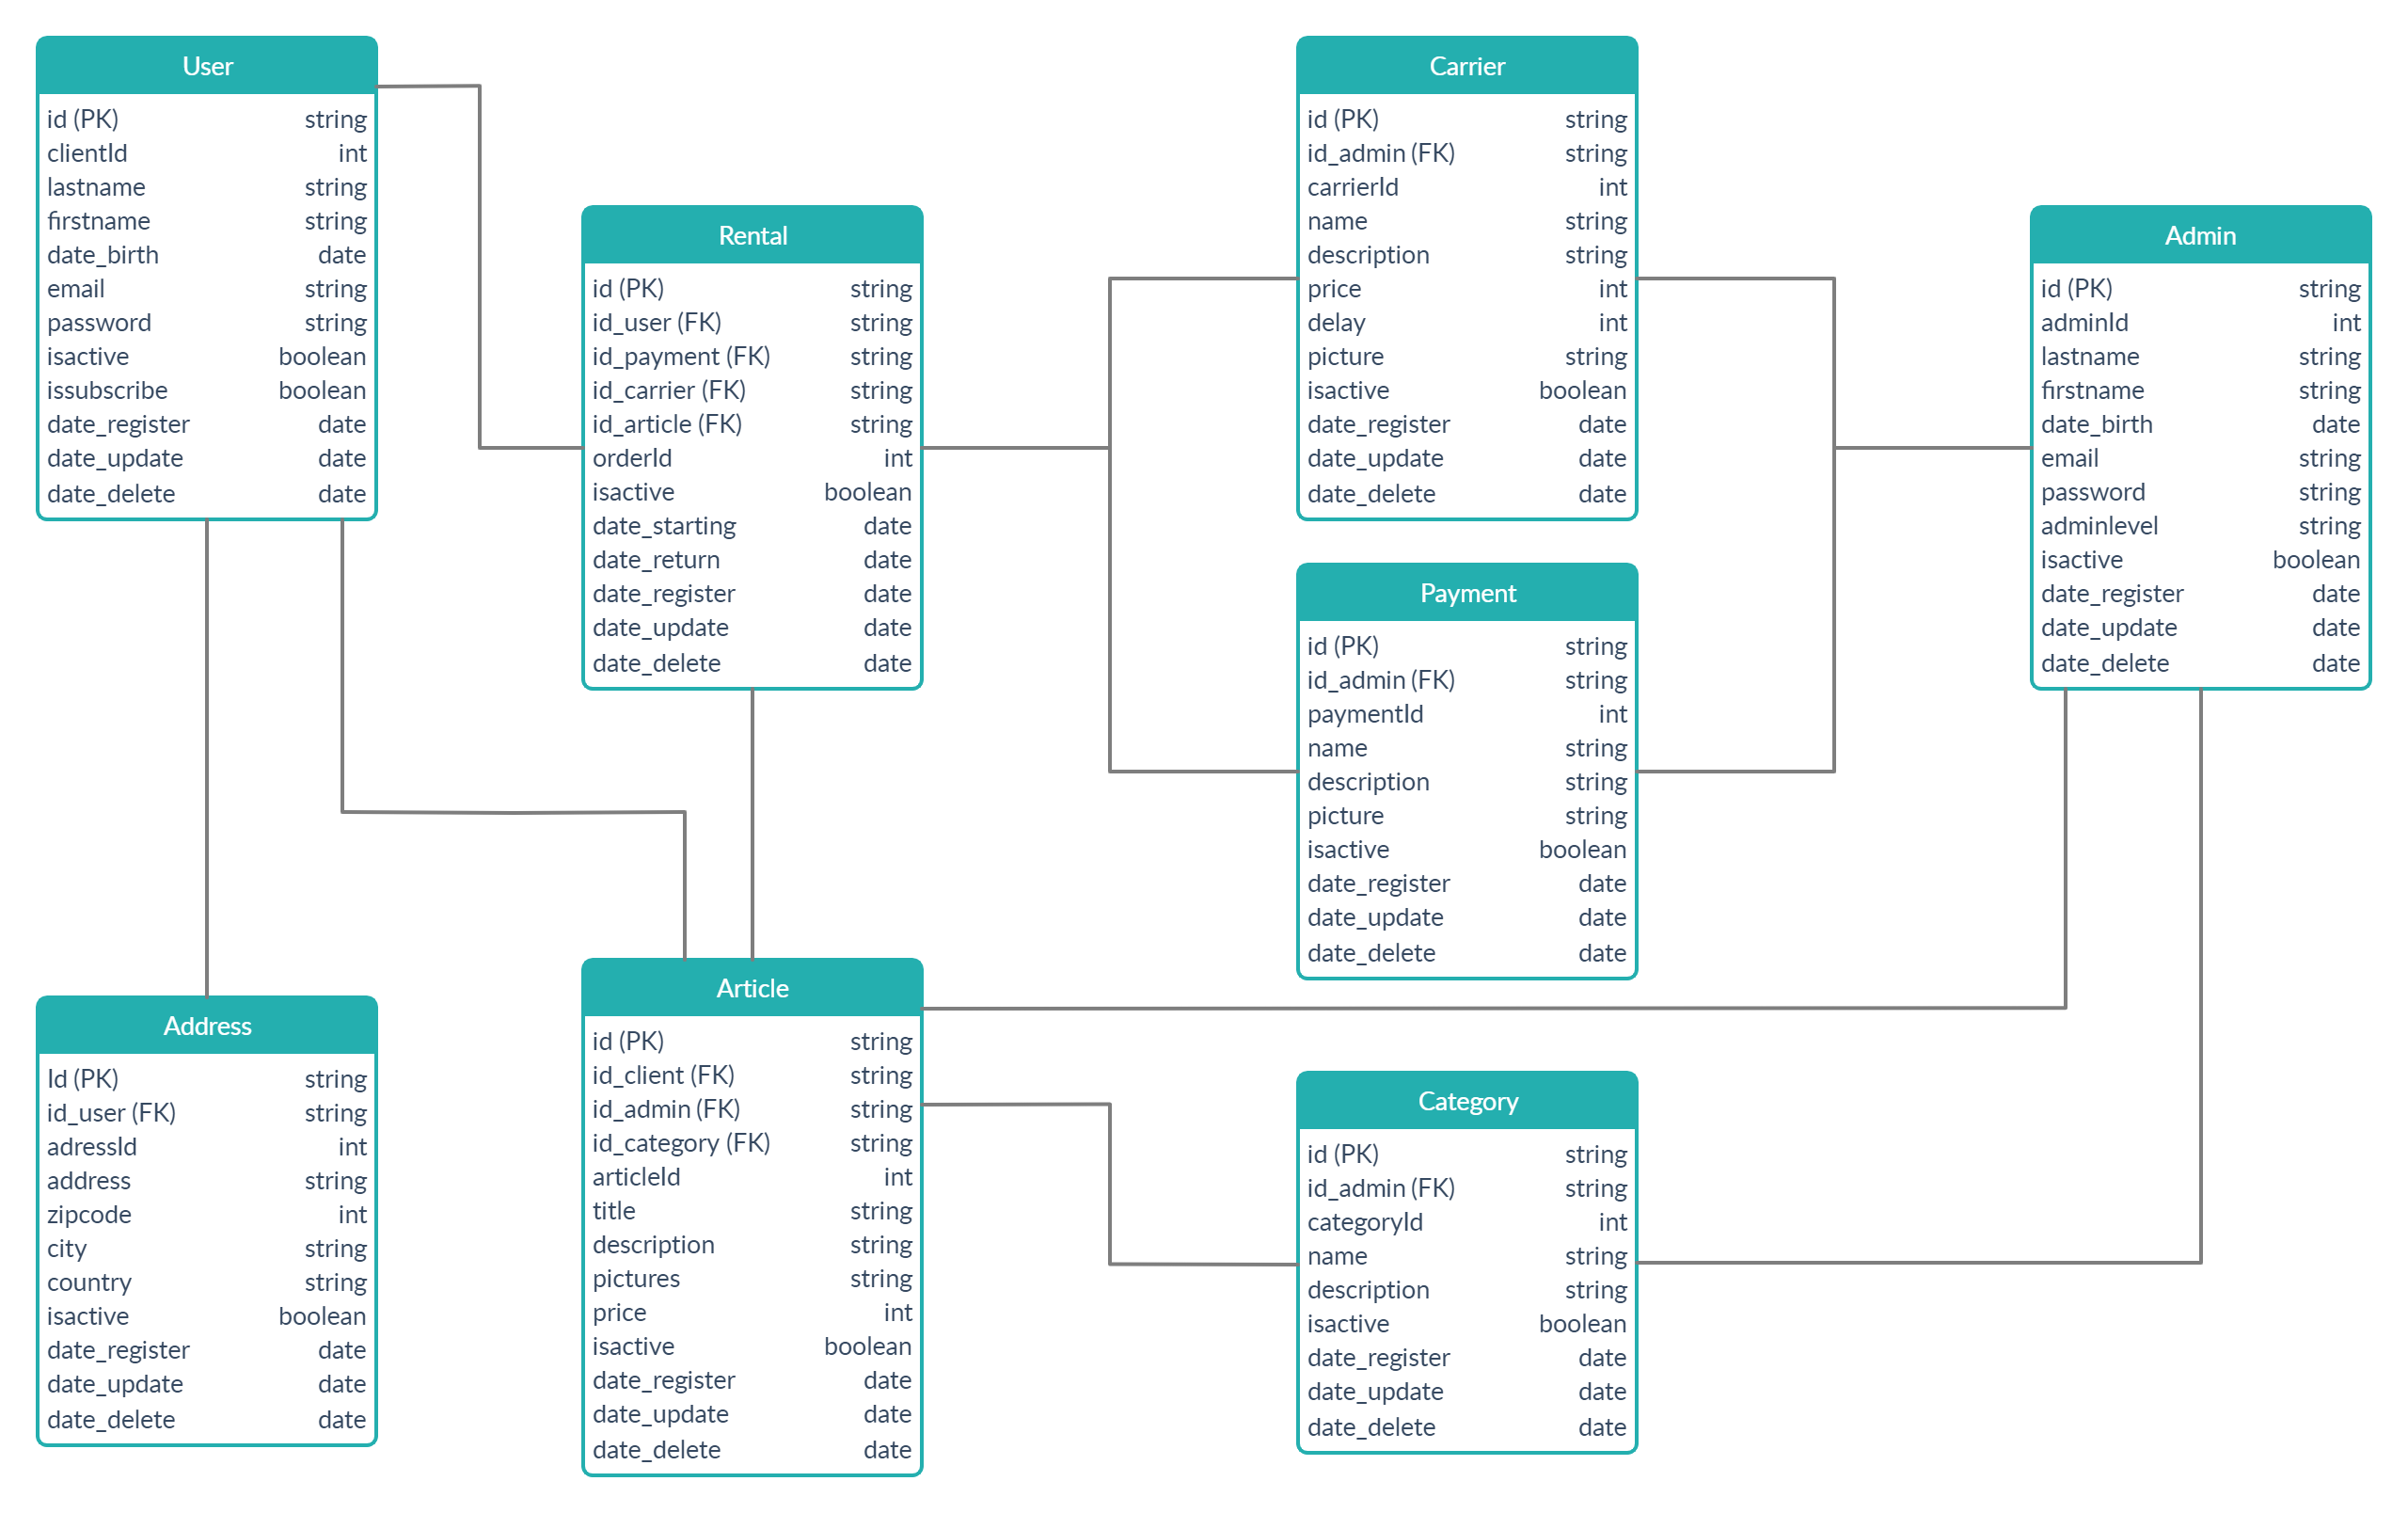 User
id (PK) string
clientId int
lastname string
firstname string
date_birth date
email string
password string
isactive boolean
issubscribe boolean
date_register date
date_update date
date_delete date
Rental
id (PK) string
id_user (FK) string
id_payment (FK) string
id_carrier (FK) string
id_article (FK) string
orderId int
isactive boolean
date_starting date
date_return date
date_register date
date_update date
date_delete date
Carrier
id (PK) string
id_admin (FK) string
carrierId int
name string
description string
price int
delay int
picture string
isactive boolean
date_register date
date_update date
date_delete date
Admin
id (PK) string
adminId int
lastname string
firstname string
date_birth date
email string
password string
adminlevel string
isactive boolean
date_register date
date_update date
date_delete date
Payment
id (PK) string
id_admin (FK) string
paymentId int
name string
description string
picture string
isactive boolean
date_register date
date_update date
date_delete date
Address
Id (PK) string
id_user (FK) string
adressId int
address string
zipcode int
city string
country string
isactive boolean
date_register date
date_update date
date_delete date
Article
id (PK) string
id_client (FK) string
id_admin (FK) string
id_category (FK) string
articleId int
title string
description string
pictures string
price int
isactive boolean
date_register date
date_update date
date_delete date
Category
id (PK) string
id_admin (FK) string
categoryId int
name string
description string
isactive boolean
date_register date
date_update date
date_delete date